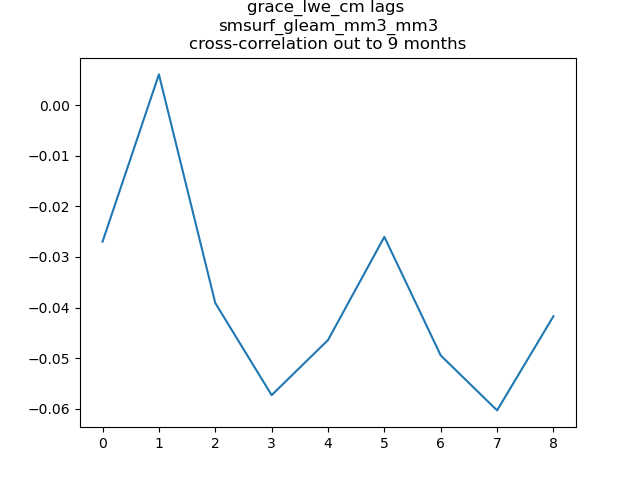 grace_lwe_cm lags
smsurf_gleam_mm3_mm3
cross-correlation out to 9 months
0.00
−0.01
−0.02
−0.03
−0.04
−0.05
−0.06
0 1 2 3 4 5 6 7 8